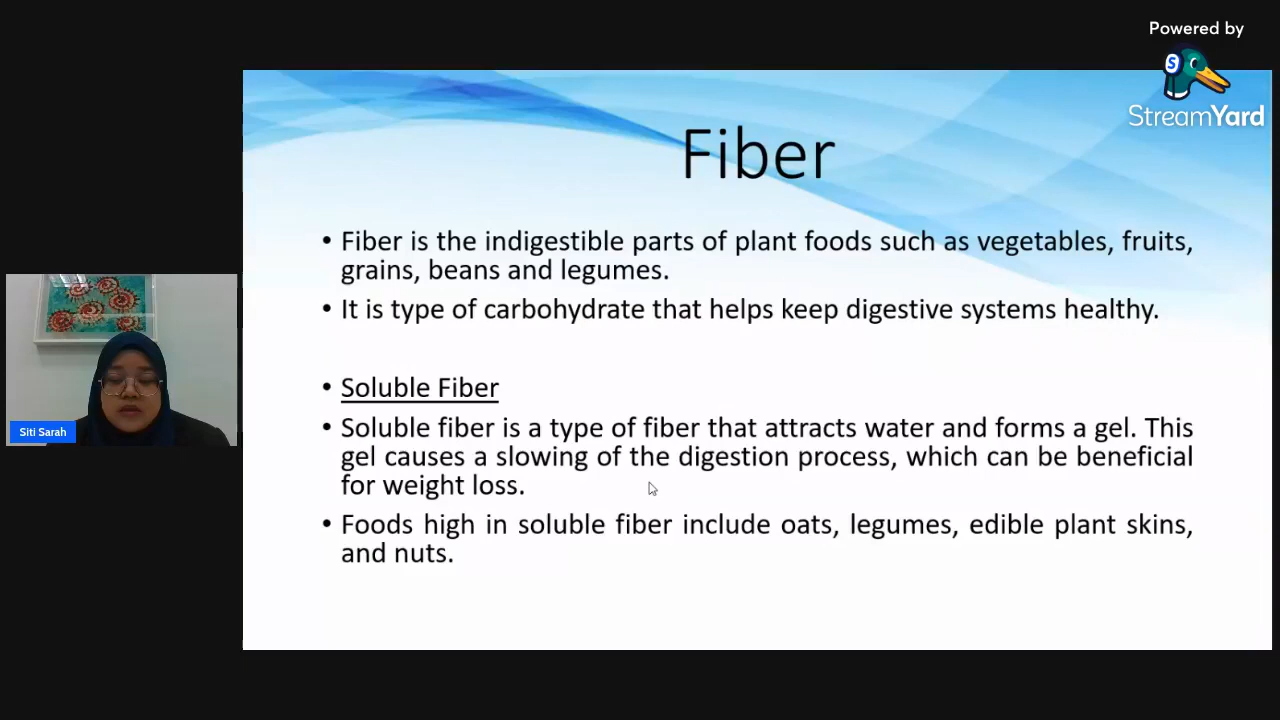 Powered by
StreamYard
Fiber
• Fiber is the indigestible parts of plant foods such as vegetables, fruits,
grains, beans and legumes.
• It is type of carbohydrate that helps keep digestive systems healthy.
• Soluble Fiber
• Soluble fiber is a type of fiber that attracts water and forms a gel. This
gel causes a slowing of the digestion process, which can be beneficial
for weight loss.
• Foods high in soluble fiber include oats, legumes, edible plant skins,
and nuts.
Siti Sarah